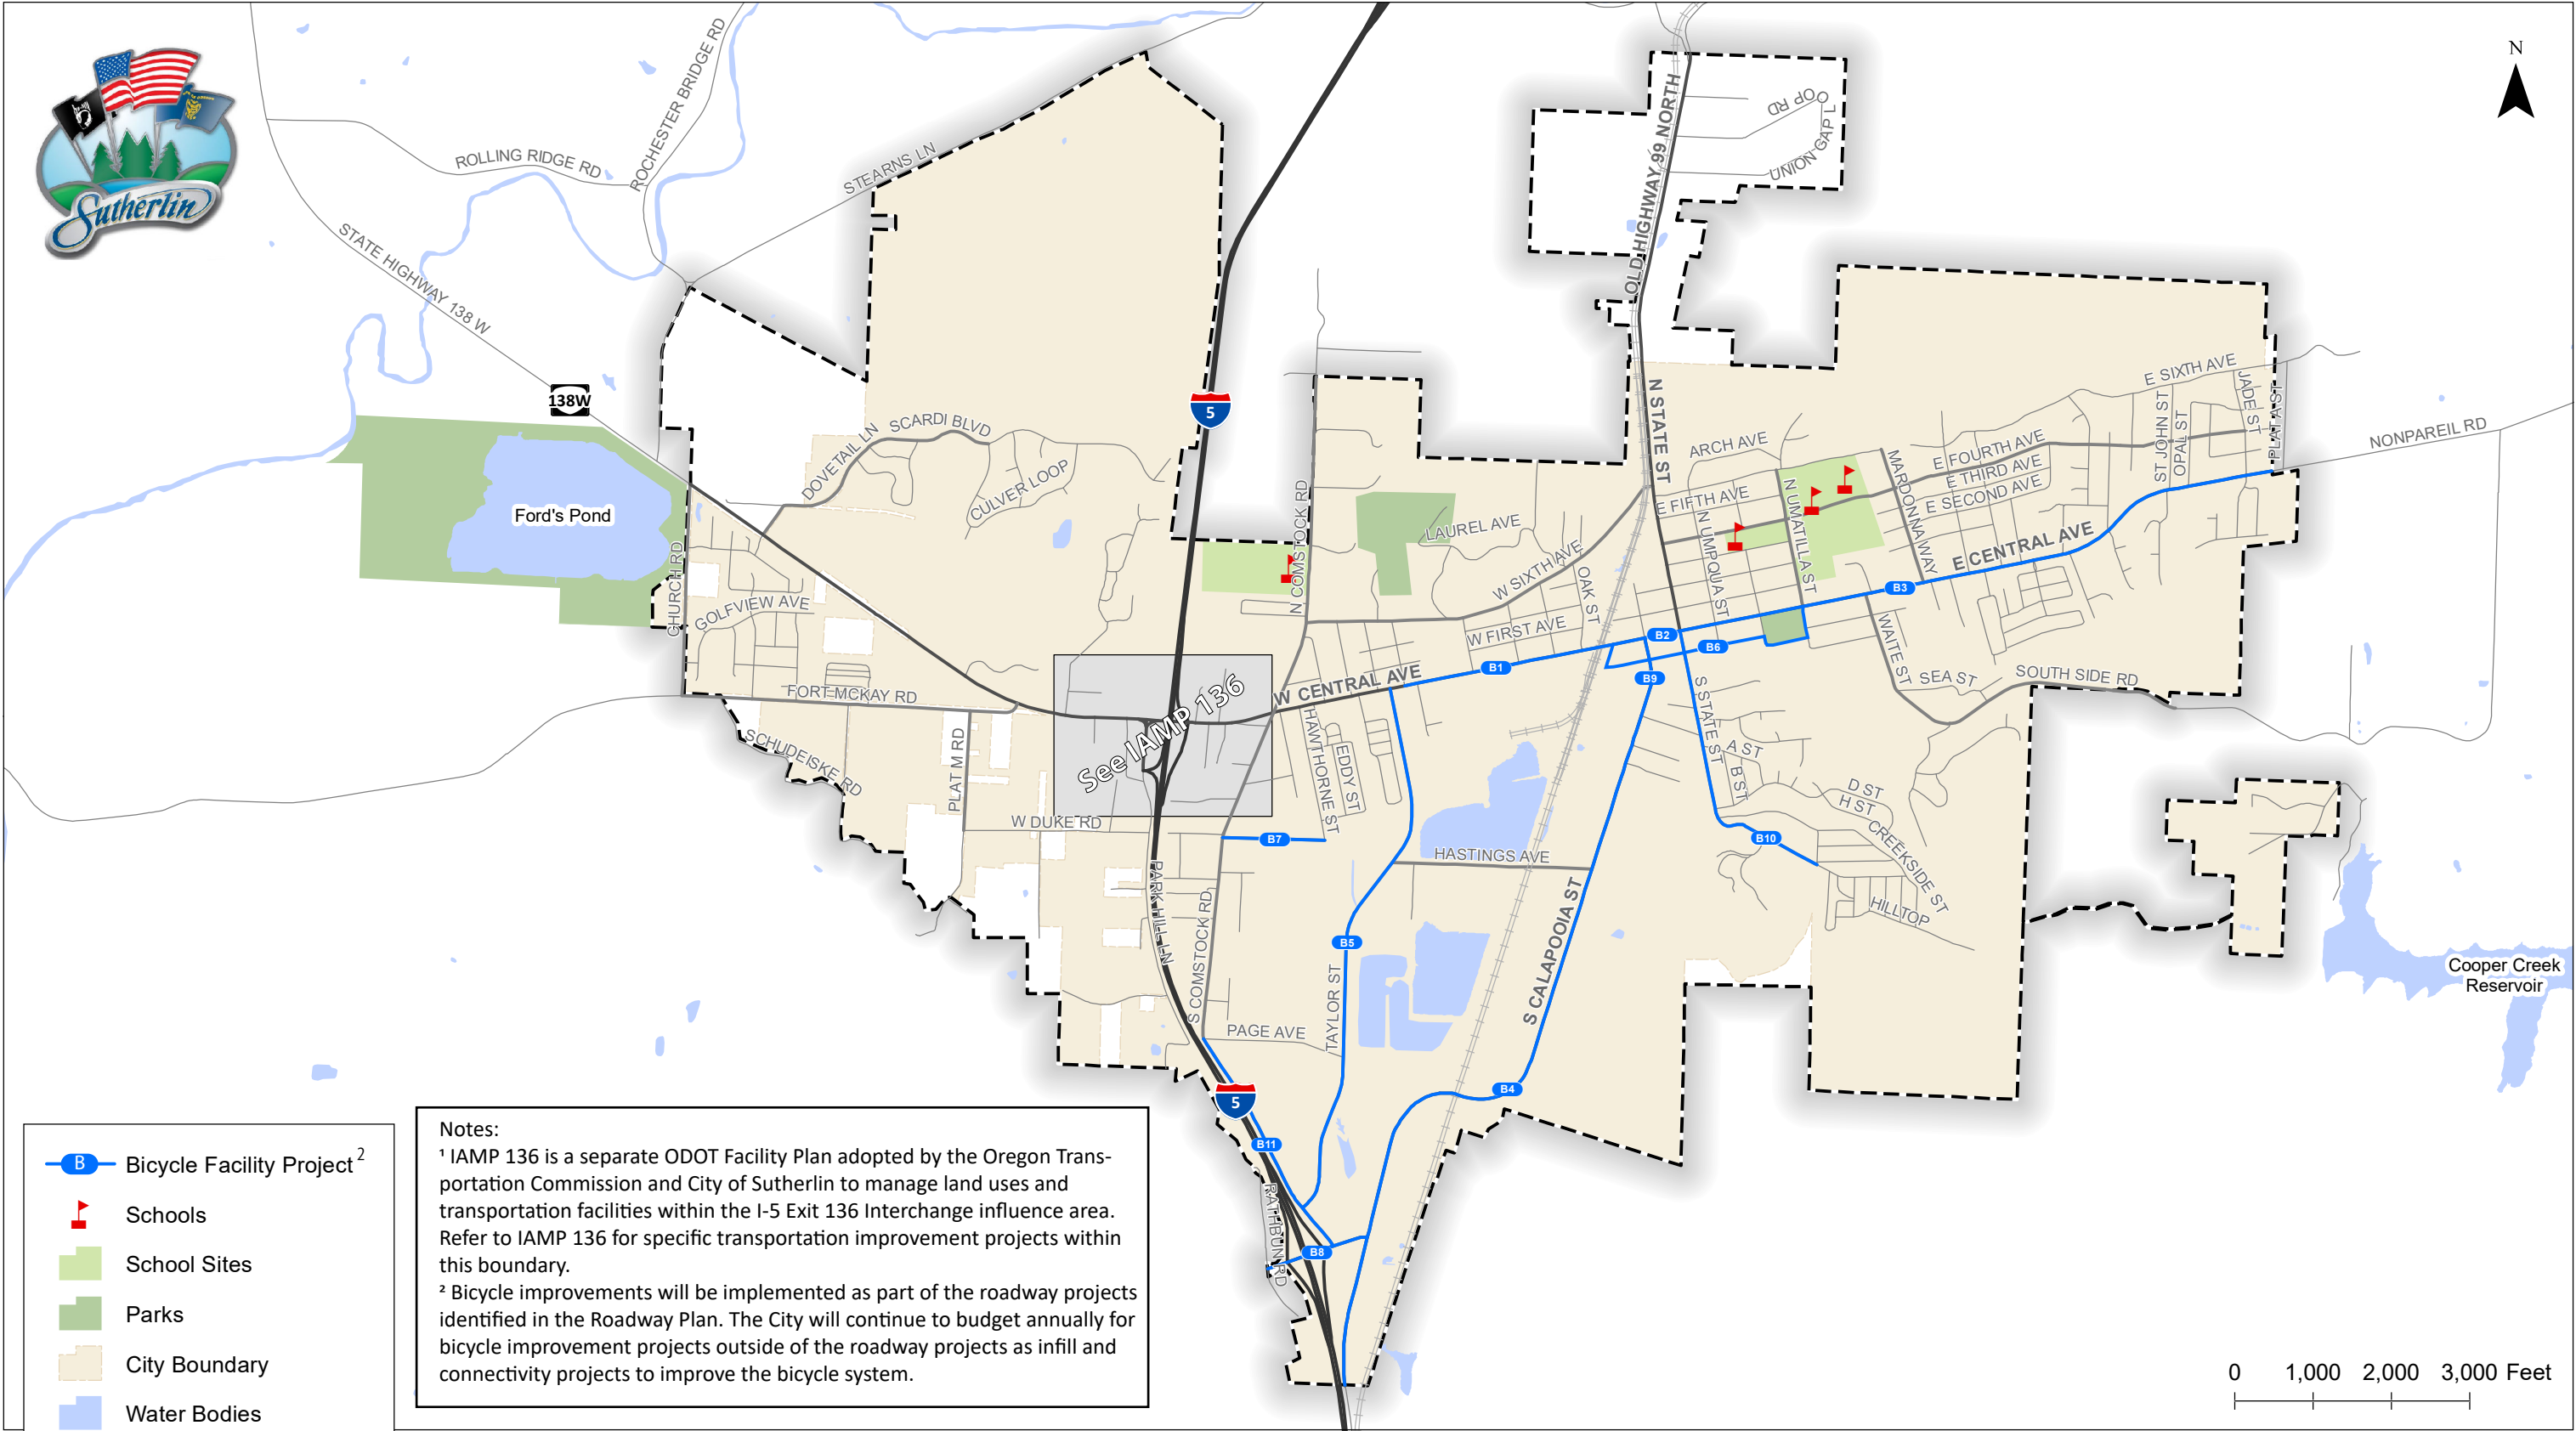 Sutherlin
N
ROLLING RIDGE RD
ROCHESTER BRIDGE RD
STEARNS LN
STATE HIGHWAY 138 W
138W
5
OLD HIGHWAY 99 NORTH
OP RD
UNION GAP L
N STATE ST
ARCH AVE
E SIXTH AVE
JADE ST
PLAT A ST
ST JOHN ST
OPAL ST
NONPAREIL RD
E FOURTH AVE
E THIRD AVE
E SECOND AVE
MARDONNA WAY
E FIFTH AVE
N UMPQUA ST
N UMATILLA ST
E CENTRAL AVE
B3
SCARDI BLVD
DOVETAIL LN
CULVER LOOP
Ford's Pond
CHURCH RD
GOLFVIEW AVE
N COMSTOCK RD
LAUREL AVE
W SIXTH AVE
OAK ST
W FIRST AVE
B2
B6
B1
B9
W CENTRAL AVE
WAITE ST
SEA ST
SOUTH SIDE RD
FORT MCKAY RD
SCHUDEISKE RD
PLAT M RD
See IAMP 136
HAWTHORNE ST
EDDY ST
S STATE ST
A ST
B ST
D ST
H ST
CREEKSIDE ST
HILLTOP
B10
W DUKE RD
B7
HASTINGS AVE
PARK HILL LN
S COMSTOCK RD
B5
TAYLOR ST
S CALAPOOIA ST
PAGE AVE
B4
5
B11
B8
RATHBUN RD
Cooper Creek
Reservoir
B Bicycle Facility Project 2
Schools
School Sites
Parks
City Boundary
Water Bodies
Notes:
¹ IAMP 136 is a separate ODOT Facility Plan adopted by the Oregon Trans-
portation Commission and City of Sutherlin to manage land uses and
transportation facilities within the I-5 Exit 136 Interchange influence area.
Refer to IAMP 136 for specific transportation improvement projects within
this boundary.
² Bicycle improvements will be implemented as part of the roadway projects
identified in the Roadway Plan. The City will continue to budget annually for
bicycle improvement projects outside of the roadway projects as infill and
connectivity projects to improve the bicycle system.
0 1,000 2,000 3,000 Feet